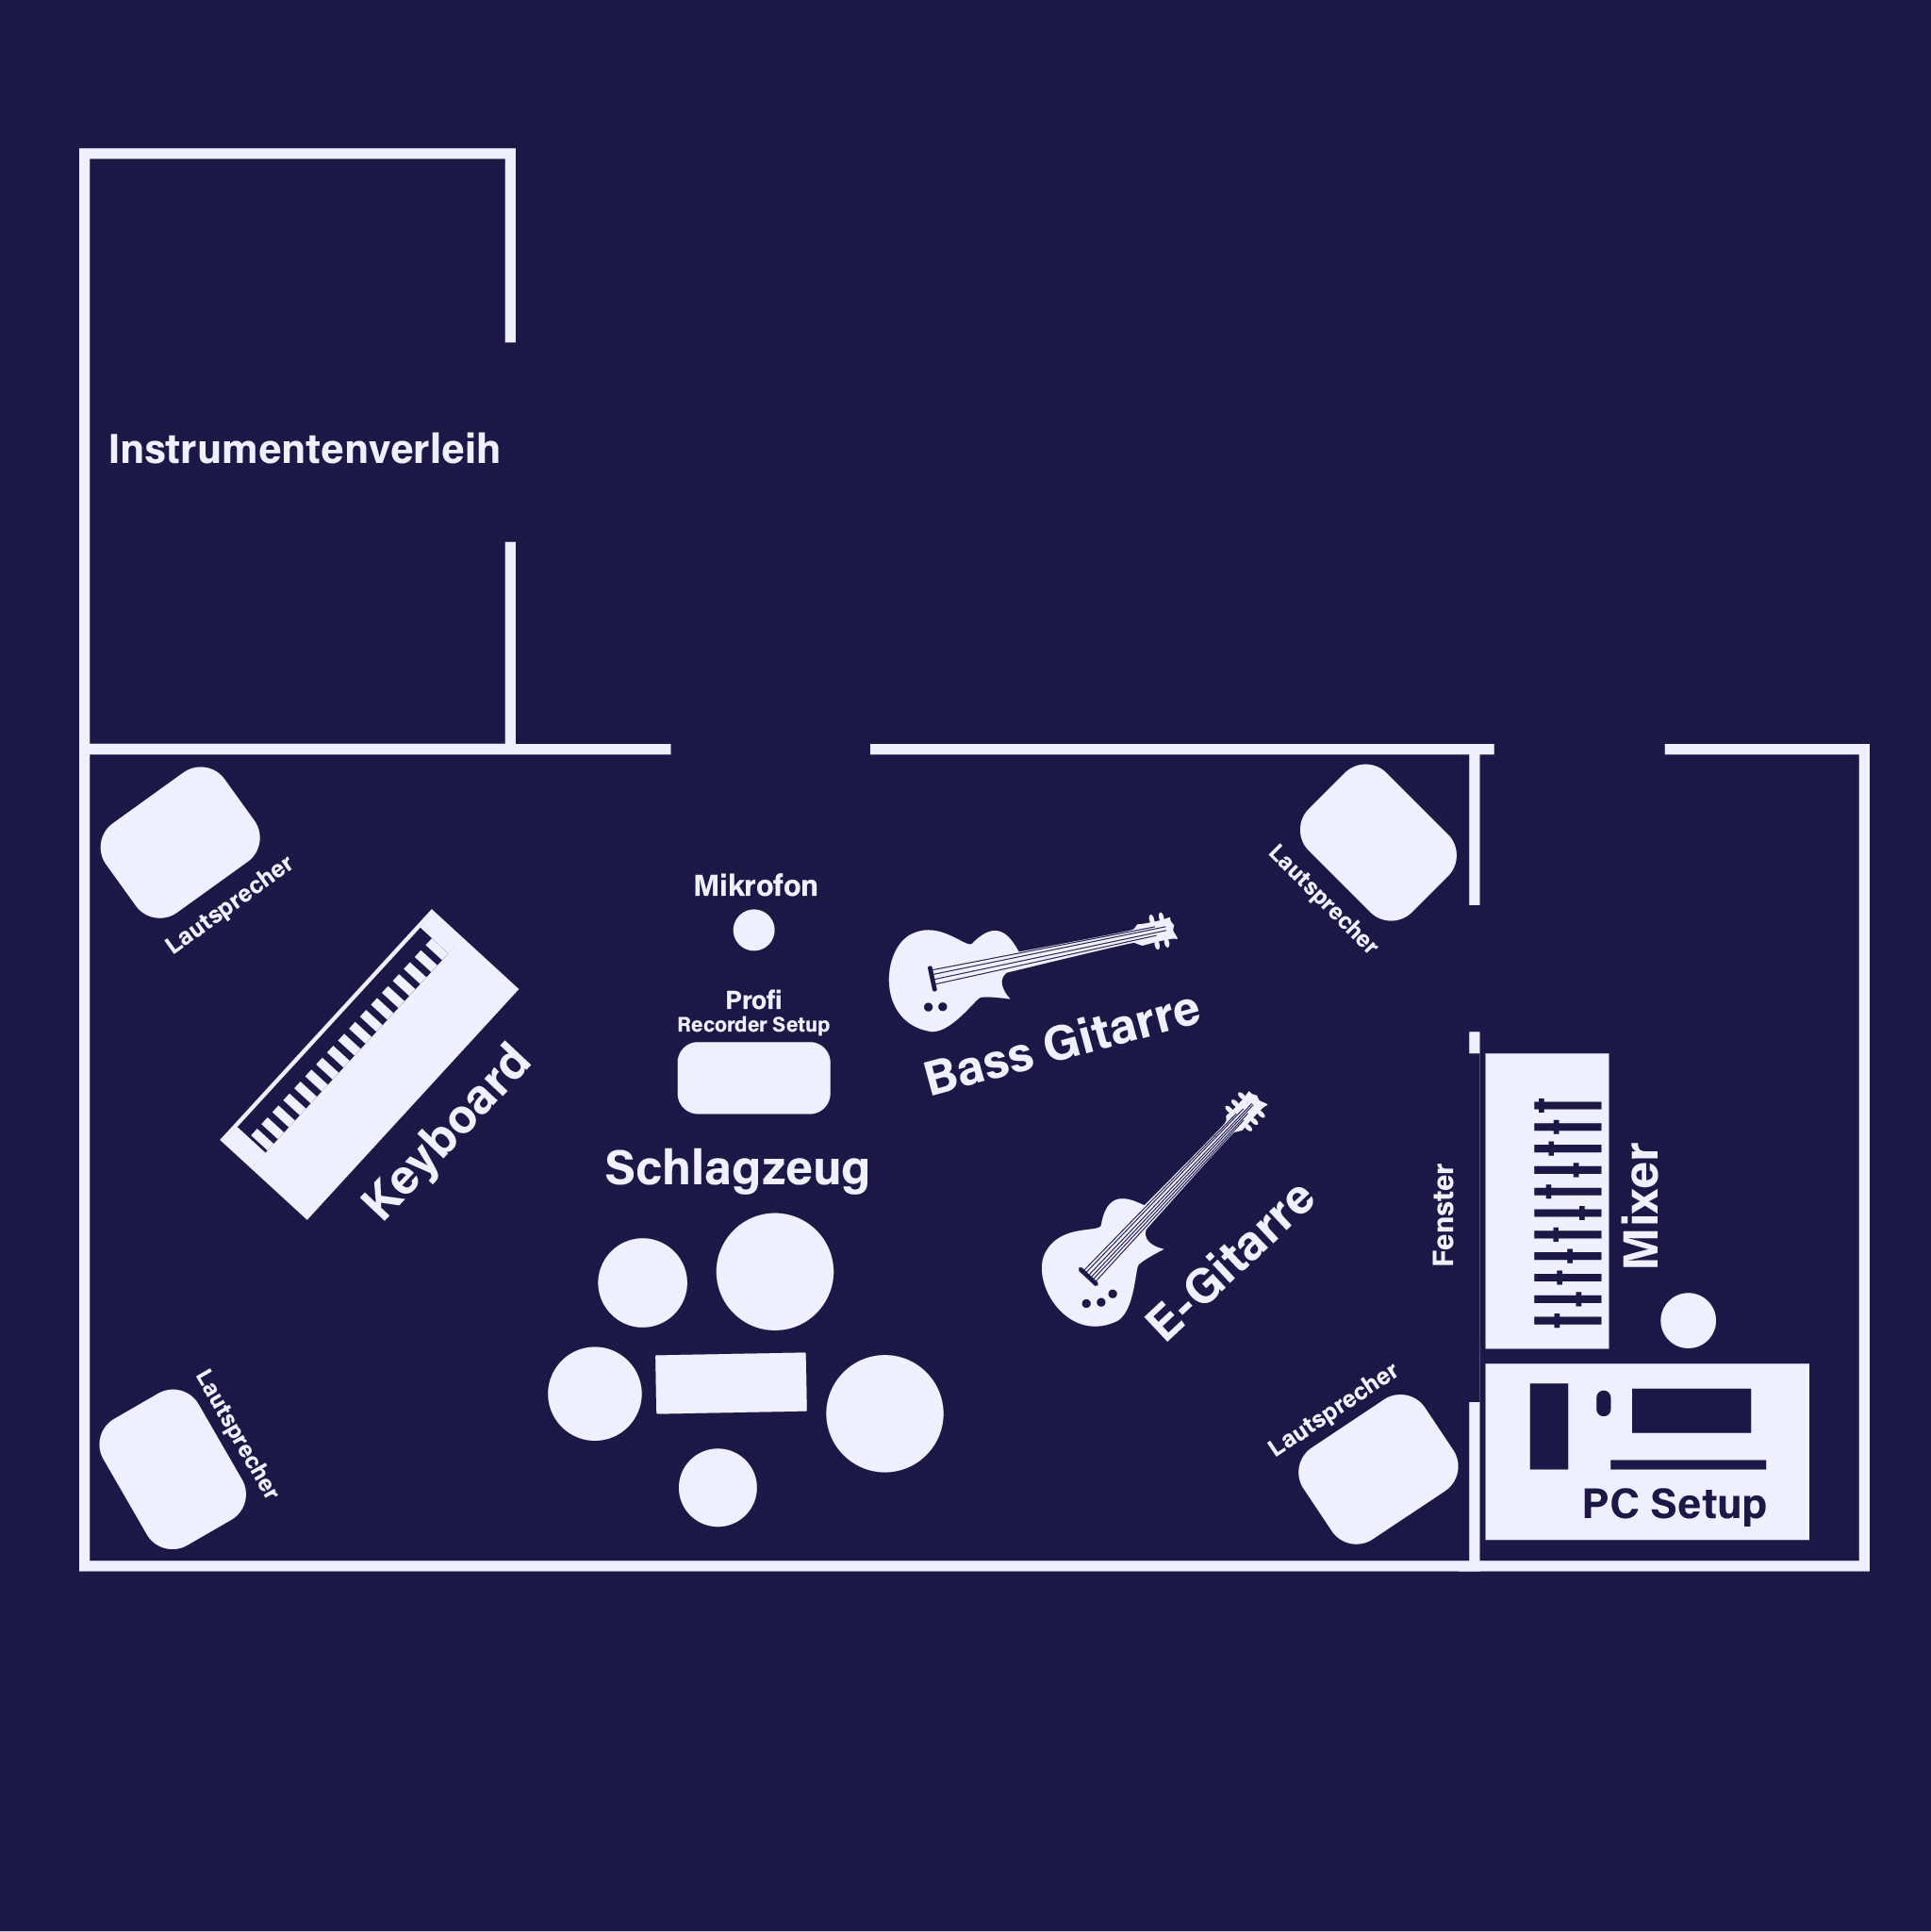 Instrumentenverleih
Lautsprecher
Lautsprecher
Mikrofon
Profi
Recorder Setup
Bass Gitarre
Keyboard
Schlagzeug
E-Gitarre
Fenster
Mixer
Lautsprecher
Lautsprecher
PC Setup